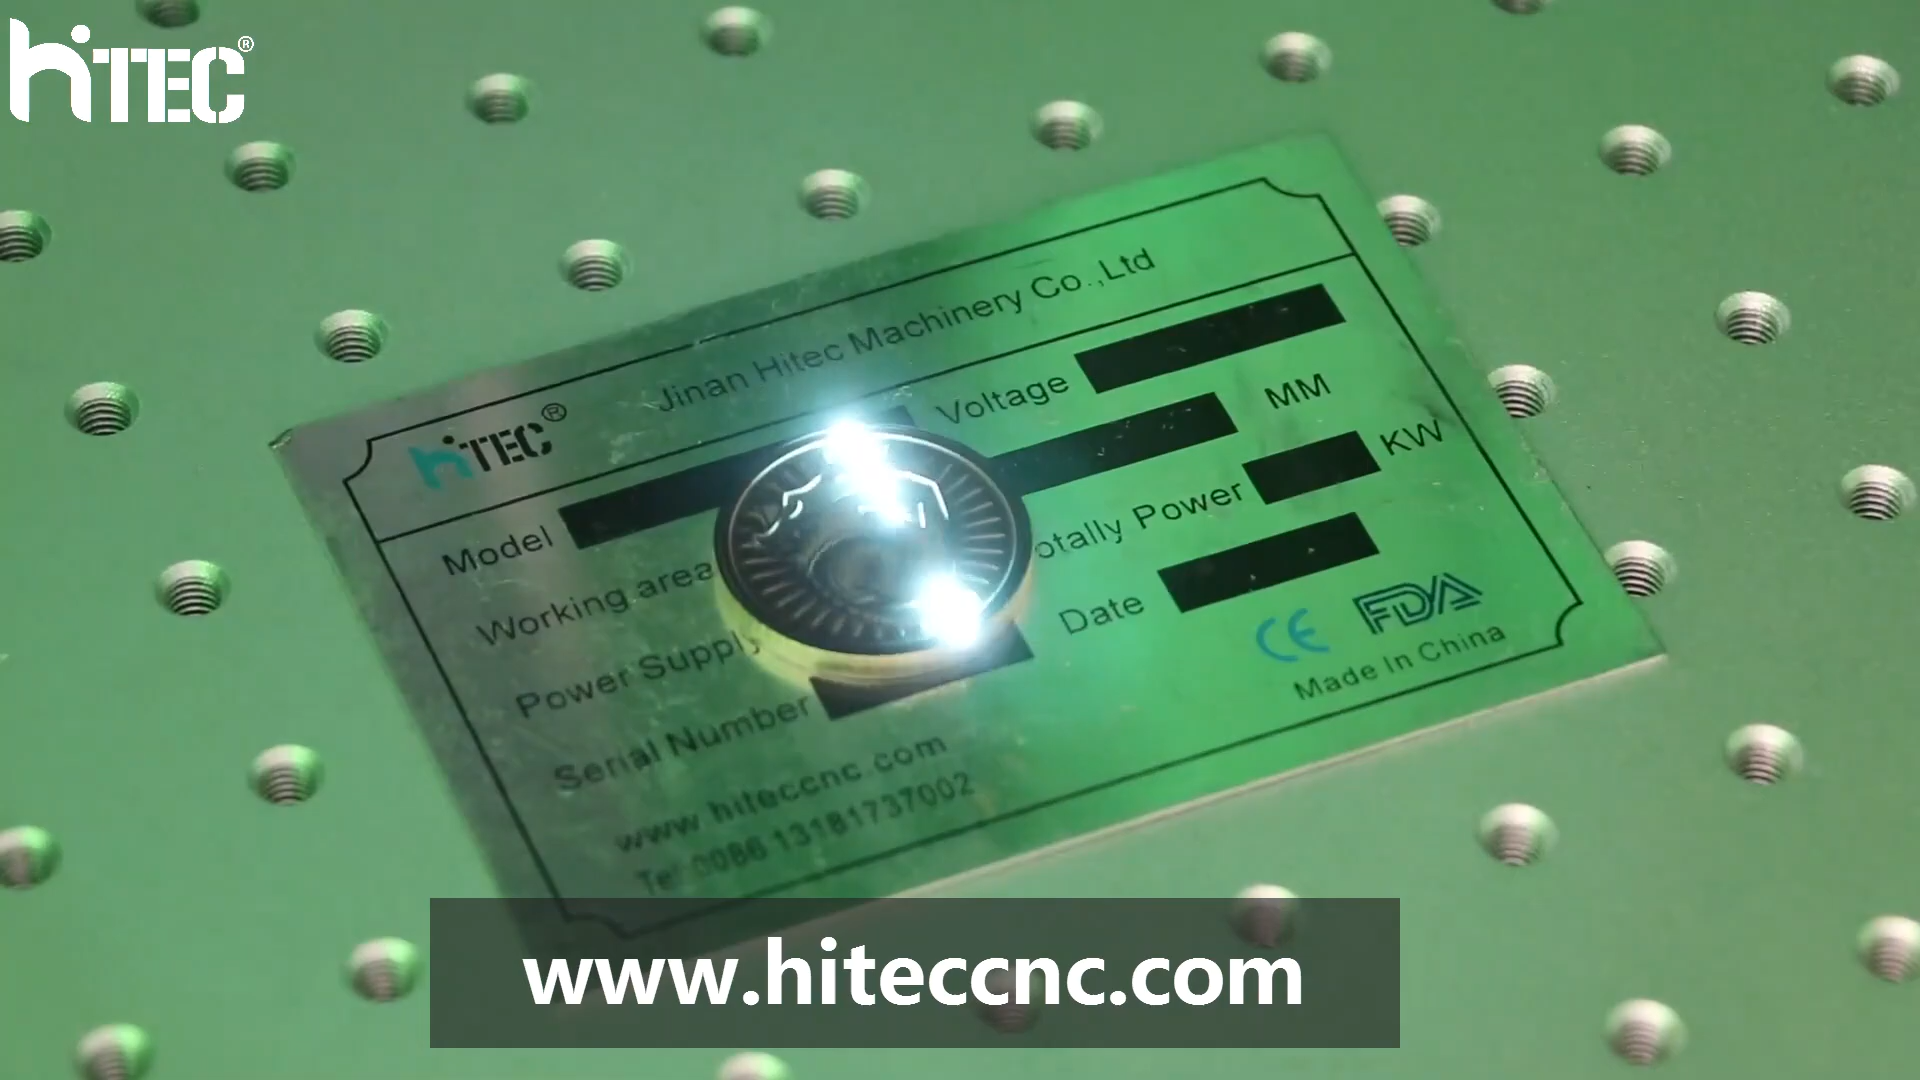 hiTEC®
Jinan Hitec Machinery Co.,Ltd
hiTEC®
Model
Voltage
Working area
MM
Power Supply
otally Power
KW
Serial Number
Date
CE FDA
www.hiteccnc.com
Made In China
Tel:0086 13181737002
www.hiteccnc.com